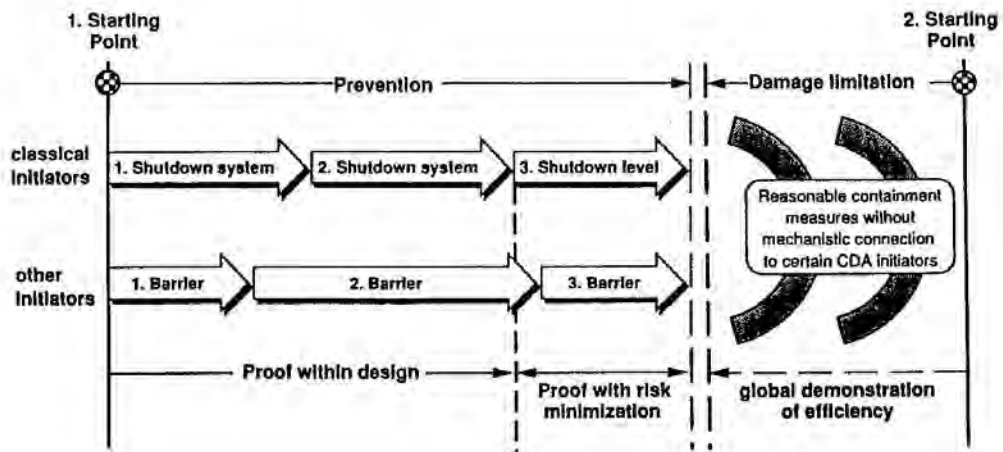 1. Starting
Point
2. Starting
Point
Prevention
Damage limitation
classical
initiators
1. Shutdown system
2. Shutdown system
3. Shutdown level
Reasonable containment
measures without
mechanistic connection
to certain CDA initiators
other
initiators
1. Barrier
2. Barrier
3. Barrier
Proof within design
Proof with risk
minimization
global demonstration
of efficiency